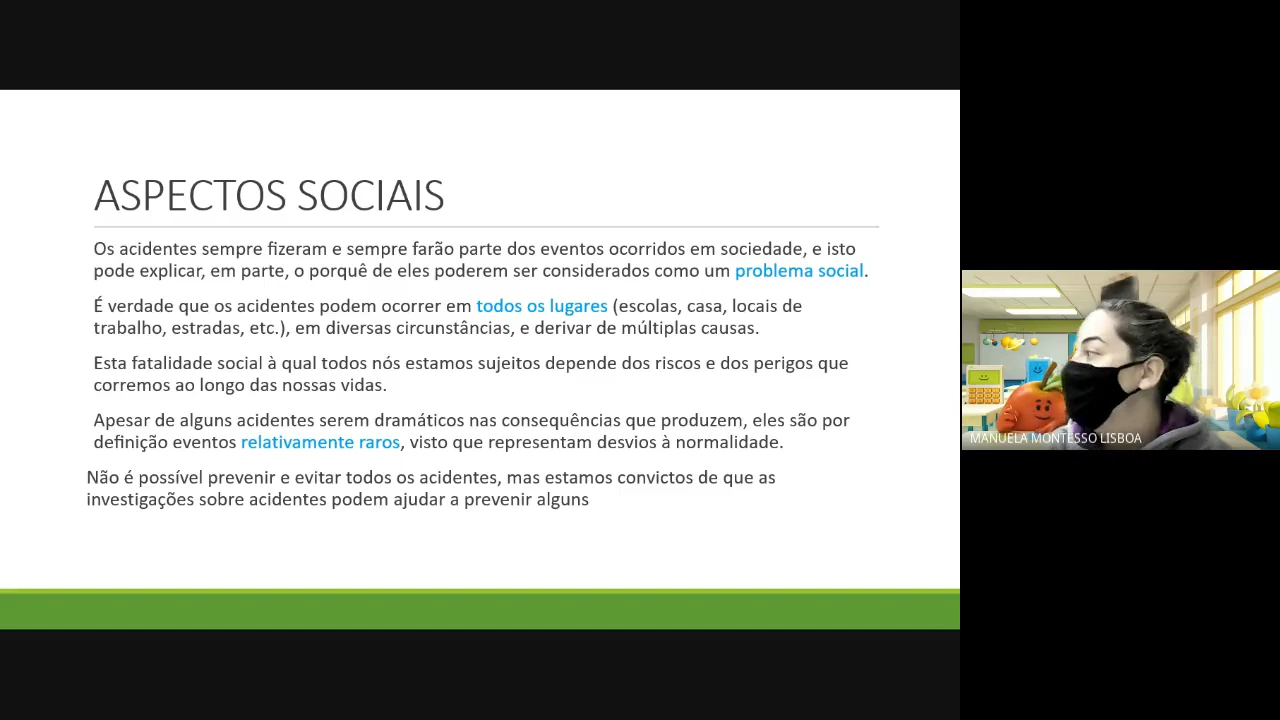 ASPECTOS SOCIAIS
Os acidentes sempre fizeram e sempre farão parte dos eventos ocorridos em sociedade, e isto
pode explicar, em parte, o porquê de eles poderem ser considerados como um problema social.
É verdade que os acidentes podem ocorrer em todos os lugares (escolas, casa, locais de
trabalho, estradas, etc.), em diversas circunstâncias, e derivar de múltiplas causas.
Esta fatalidade social à qual todos nós estamos sujeitos depende dos riscos e dos perigos que
corremos ao longo das nossas vidas.
Apesar de alguns acidentes serem dramáticos nas consequências que produzem, eles são por
definição eventos relativamente raros, visto que representam desvios à normalidade.
Não é possível prevenir e evitar todos os acidentes, mas estamos convictos de que as
investigações sobre acidentes podem ajudar a prevenir alguns
MANUELA MONTESSO LISBOA